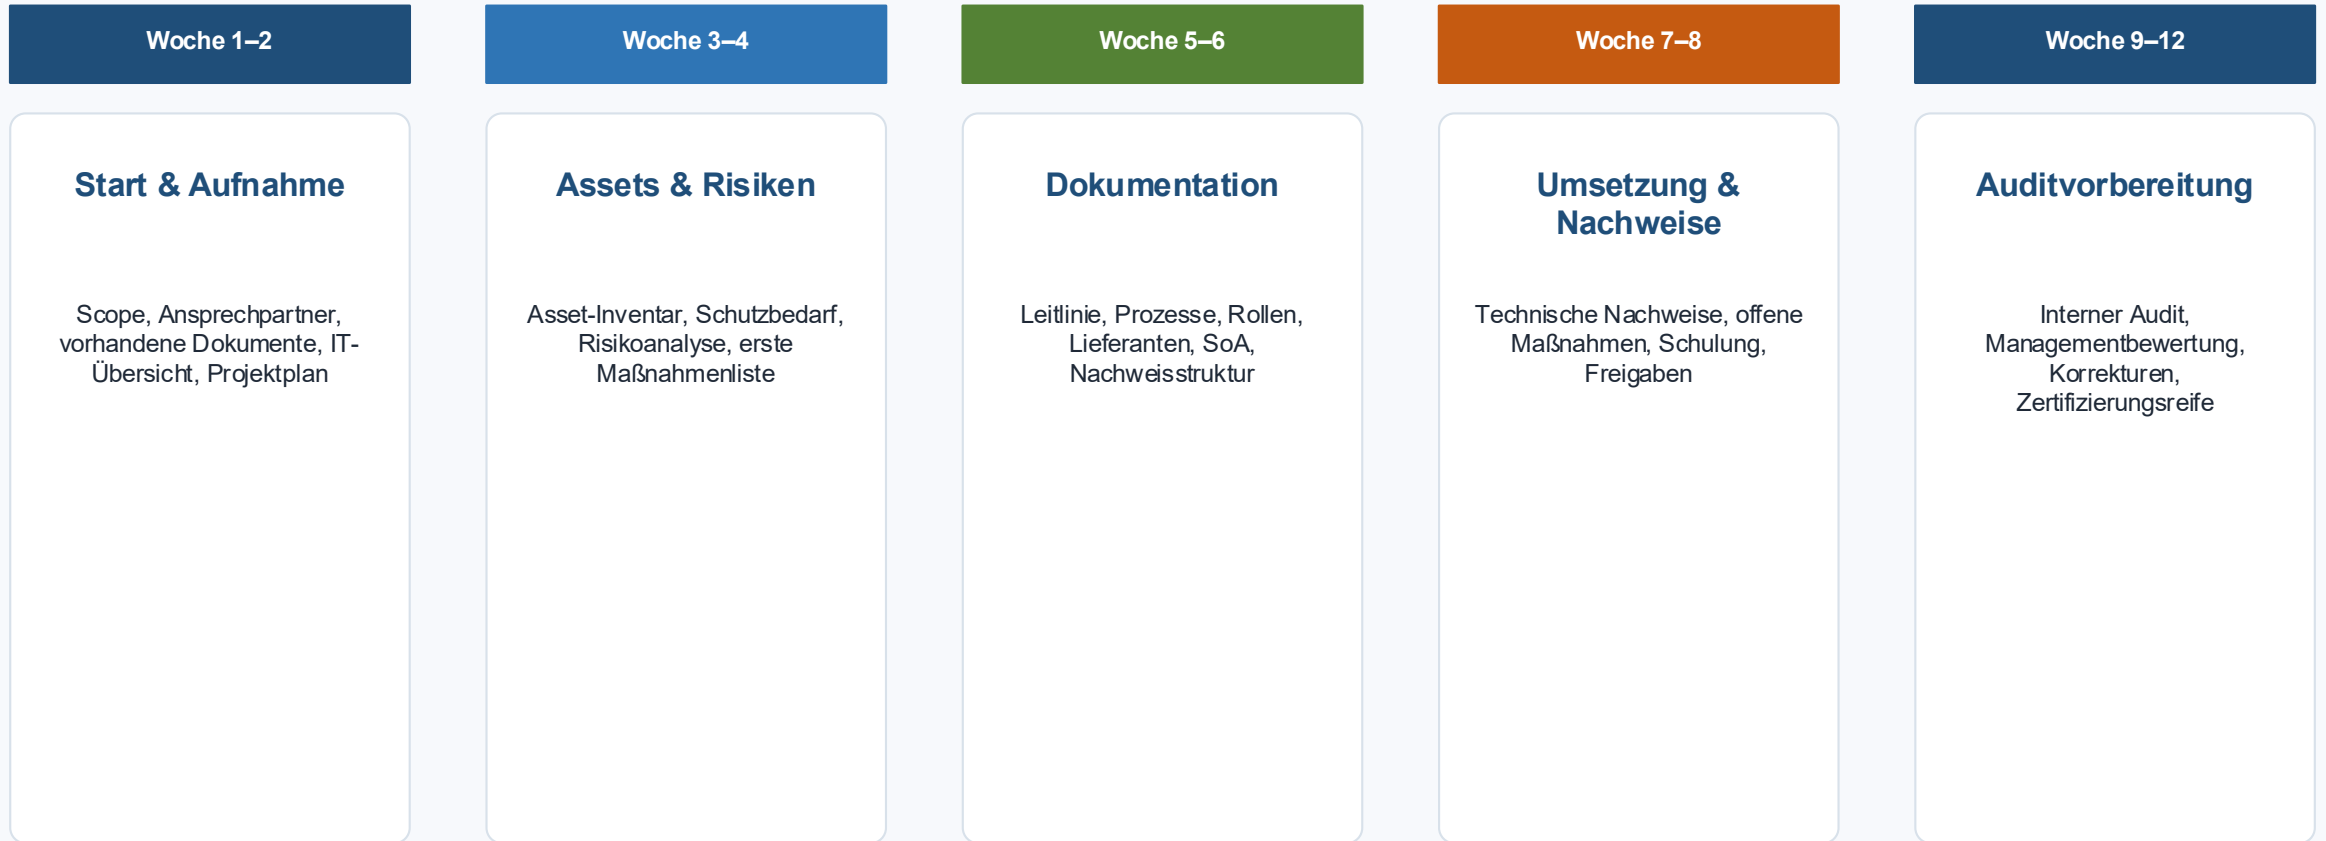 Woche 1–2
Start & Aufnahme
Scope, Ansprechpartner,
vorhandene Dokumente, IT-
Übersicht, Projektplan
Woche 3–4
Assets & Risiken
Asset-Inventar, Schutzbedarf,
Risikoanalyse, erste
Maßnahmenliste
Woche 5–6
Dokumentation
Leitlinie, Prozesse, Rollen,
Lieferanten, SoA,
Nachweisstruktur
Woche 7–8
Umsetzung &
Nachweise
Technische Nachweise, offene
Maßnahmen, Schulung,
Freigaben
Woche 9–12
Auditvorbereitung
Interner Audit,
Managementbewertung,
Korrekturen,
Zertifizierungsreife